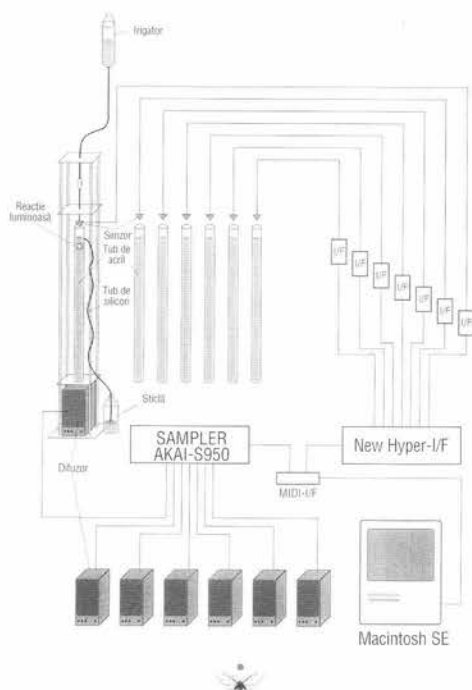 Irigator
Reacție
luminoasă
Sinzor
Tub de
acril
Tub de
silicon
Sticlă
Difuzor
I/F
I/F
I/F
I/F
I/F
I/F
I/F
SAMPLER
AKAI-S950
New Hyper-I/F
MIDI-I/F
Macintosh SE